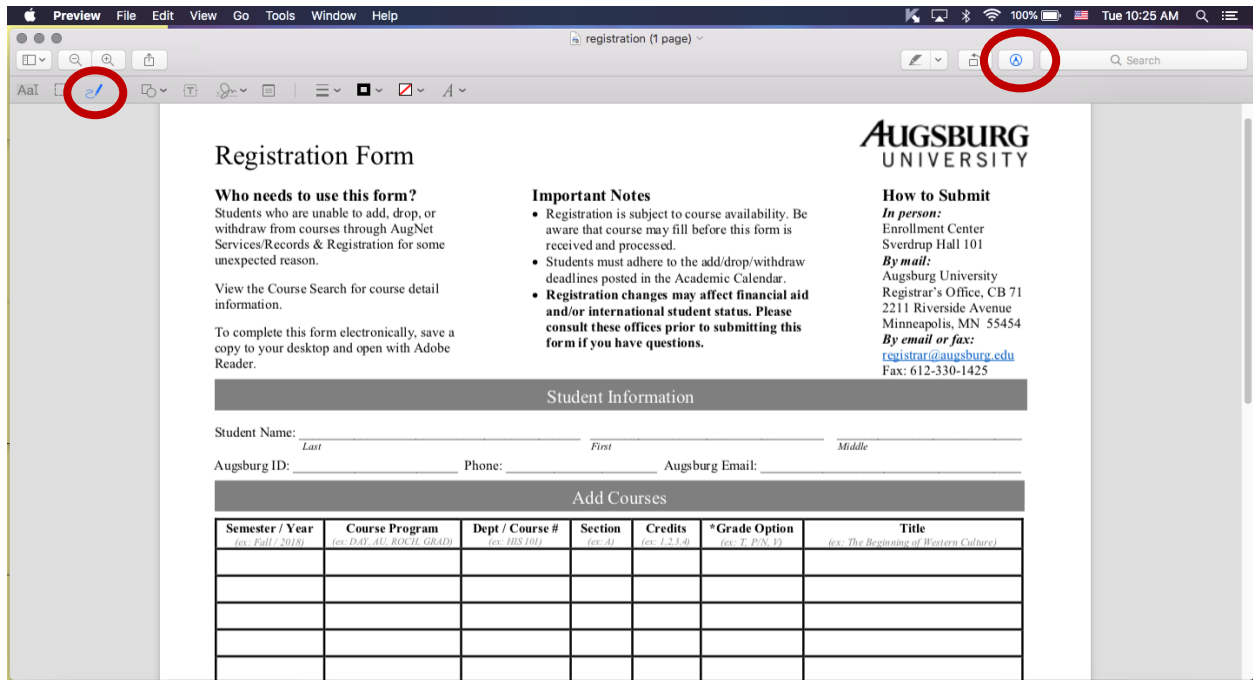 Preview File Edit View Go Tools Window Help 100% Tue 10:25 AM
registration (1 page)
Search
AaI T A
AUGSBURG
UNIVERSITY
Registration Form
Who needs to use this form?
Students who are unable to add, drop, or
withdraw from courses through AugNet
Services/Records & Registration for some
unexpected reason.
View the Course Search for course detail
information.
To complete this form electronically, save a
copy to your desktop and open with Adobe
Reader.
Important Notes
• Registration is subject to course availability. Be
aware that course may fill before this form is
received and processed.
• Students must adhere to the add/drop/withdraw
deadlines posted in the Academic Calendar.
• Registration changes may affect financial aid
and/or international student status. Please
consult these offices prior to submitting this
form if you have questions.
How to Submit
In person:
Enrollment Center
Sverdrup Hall 101
By mail:
Augsburg University
Registrar's Office, CB 71
2211 Riverside Avenue
Minneapolis, MN 55454
By email or fax:
registrar@augsburg.edu
Fax: 612-330-1425
Student Information
Student Name:
Last First Middle
Augsburg ID: Phone: Augsburg Email:
Add Courses
Semester / Year Course Program Dept / Course # Section Credits *Grade Option Title
(ex: Fall / 2018) (ex: DAY, AU, ROCH, GRAD) (ex: HIS 101) (ex: A) (ex: 1,2,3,4) (ex: T, P/N, V) (ex: The Beginning of Western Culture)